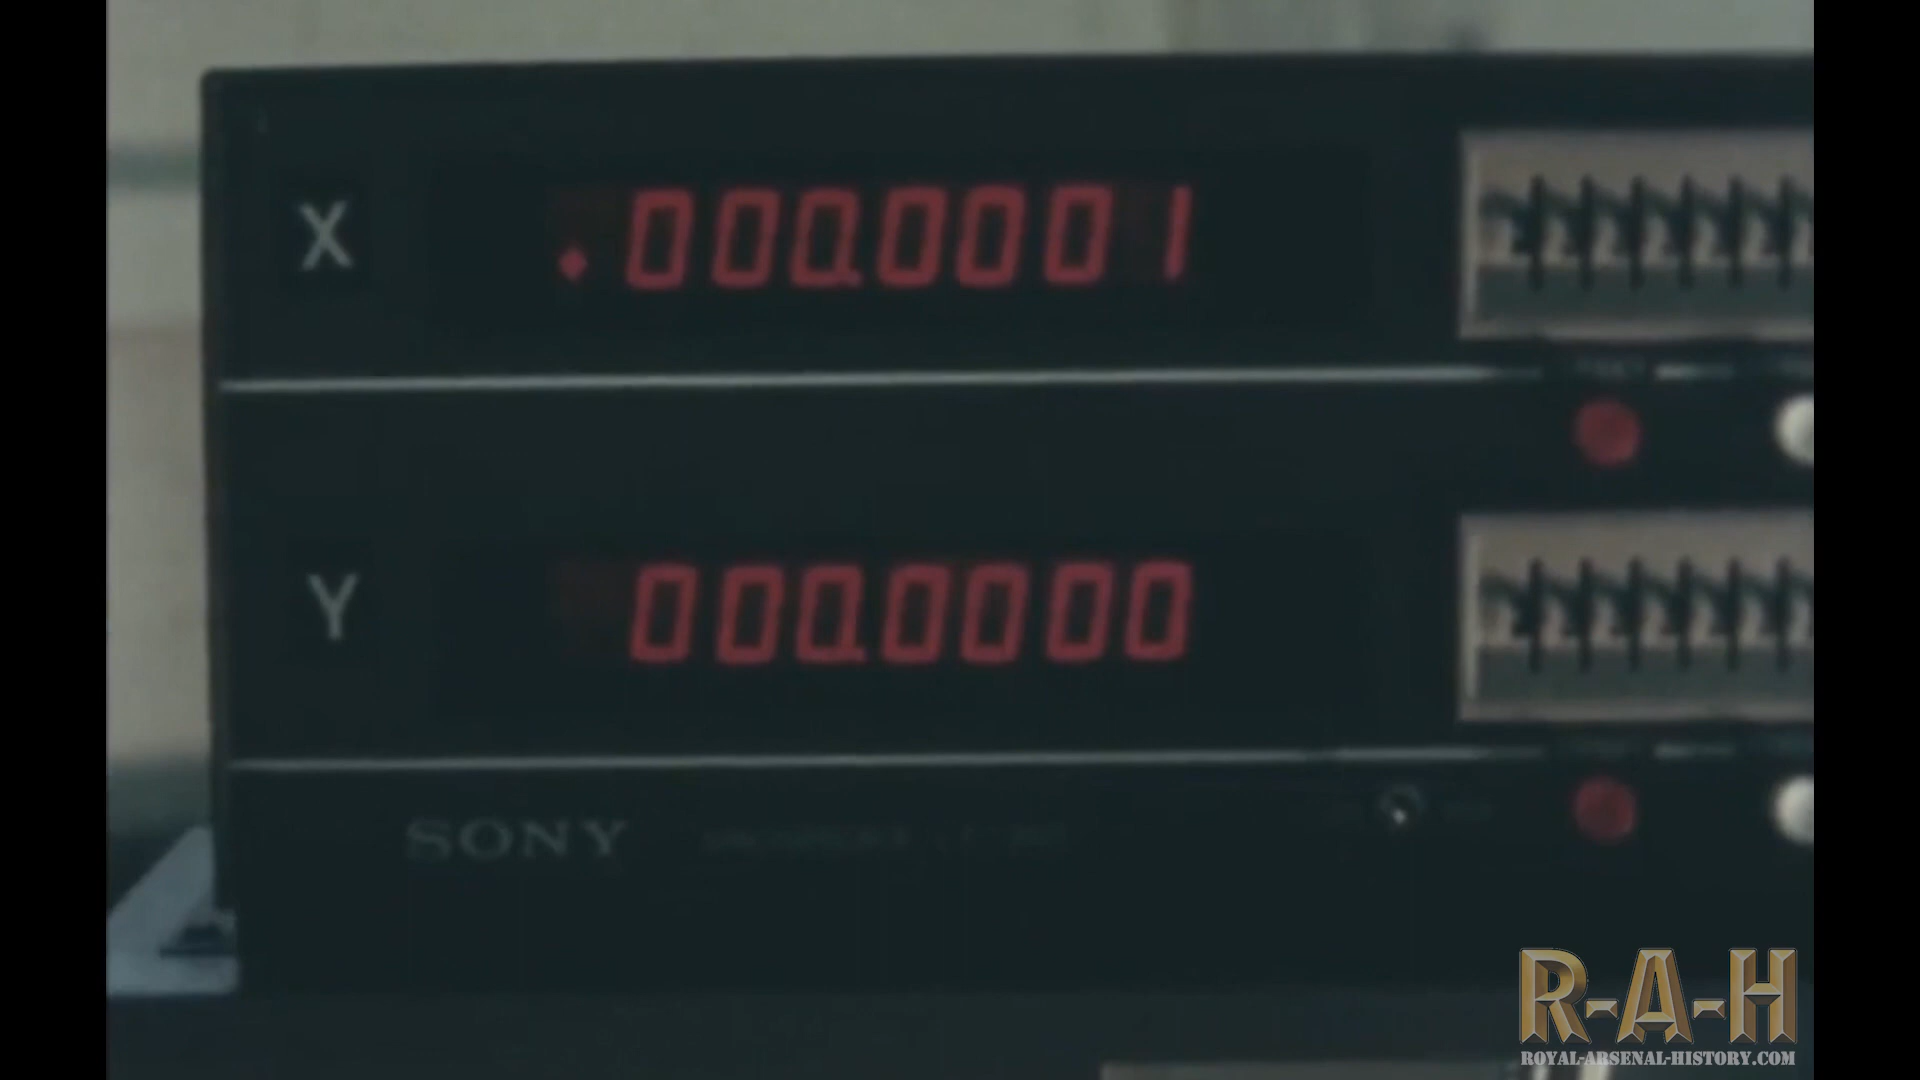 X 000.0001
Y 000.0000
SONY
R-A-H
ROYAL-ARSENAL-HISTORY.COM